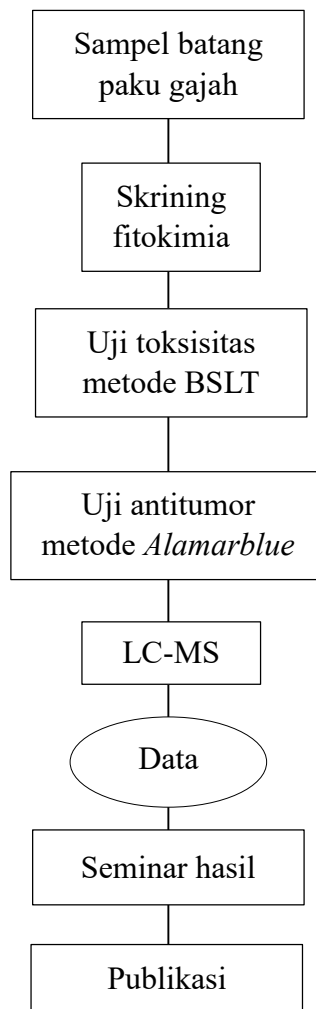 Sampel batang
paku gajah
Skrining
fitokimia
Uji toksisitas
metode BSLT
Uji antitumor
metode Alamarblue
LC-MS
Data
Seminar hasil
Publikasi